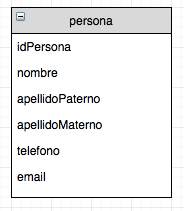 persona
idPersona
nombre
apellidoPaterno
apellidoMaterno
telefono
email